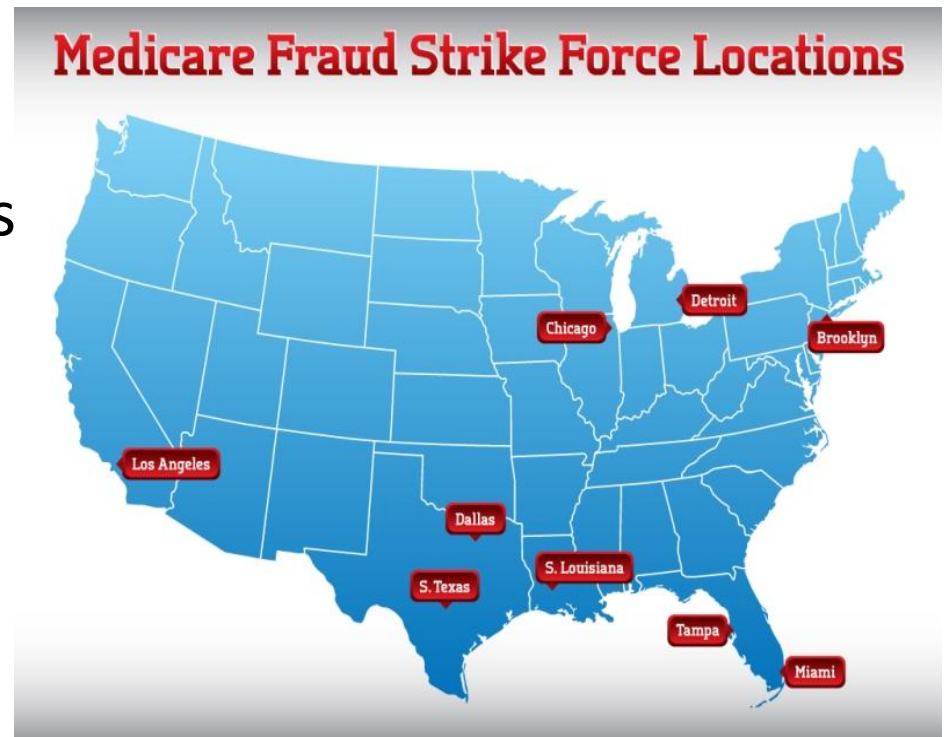 Medicare Fraud Strike Force Locations
s
Detroit
Chicago
Brooklyn
Los Angeles
Dallas
S. Louisiana
S. Texas
Tampa
Miami